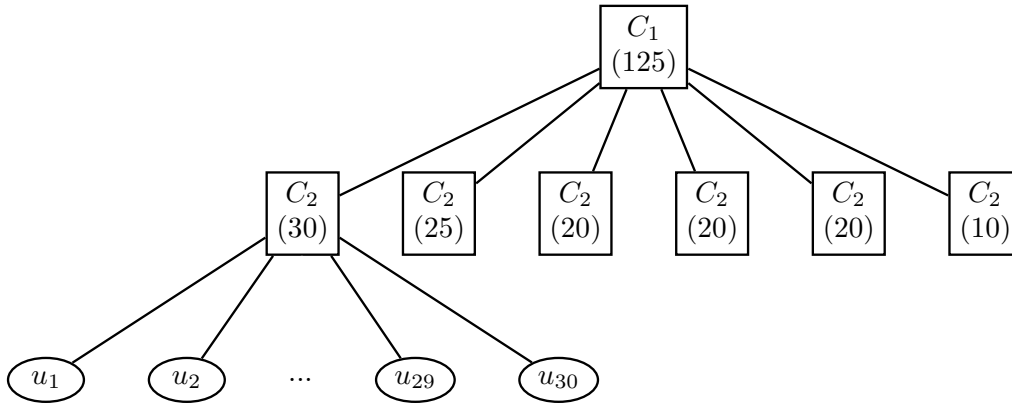 C₁
(125)
C₂ C₂ C₂ C₂ C₂ C₂
(30) (25) (20) (20) (20) (10)
u₁ u₂ ... u₂₉ u₃₀